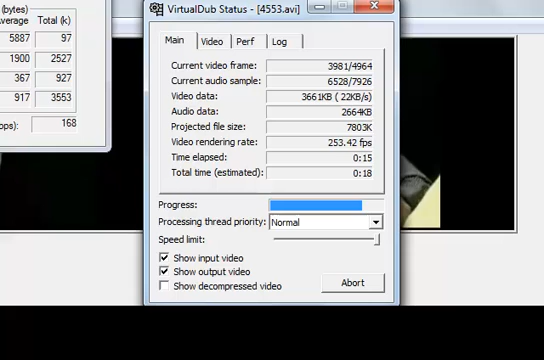 (bytes)
Average Total (k)
5887 97
1900 2527
367 927
917 3553
ops): 168
VirtualDub Status - [4553.avi]
Main Video Perf Log
Current video frame: 3981/4964
Current audio sample: 6528/7926
Video data: 3661KB ( 22KB/s)
Audio data: 2664KB
Projected file size: 7803K
Video rendering rate: 253.42 fps
Time elapsed: 0:15
Total time (estimated): 0:18
Progress:
Processing thread priority: Normal
Speed limit:
Show input video
Show output video
Show decompressed video
Abort